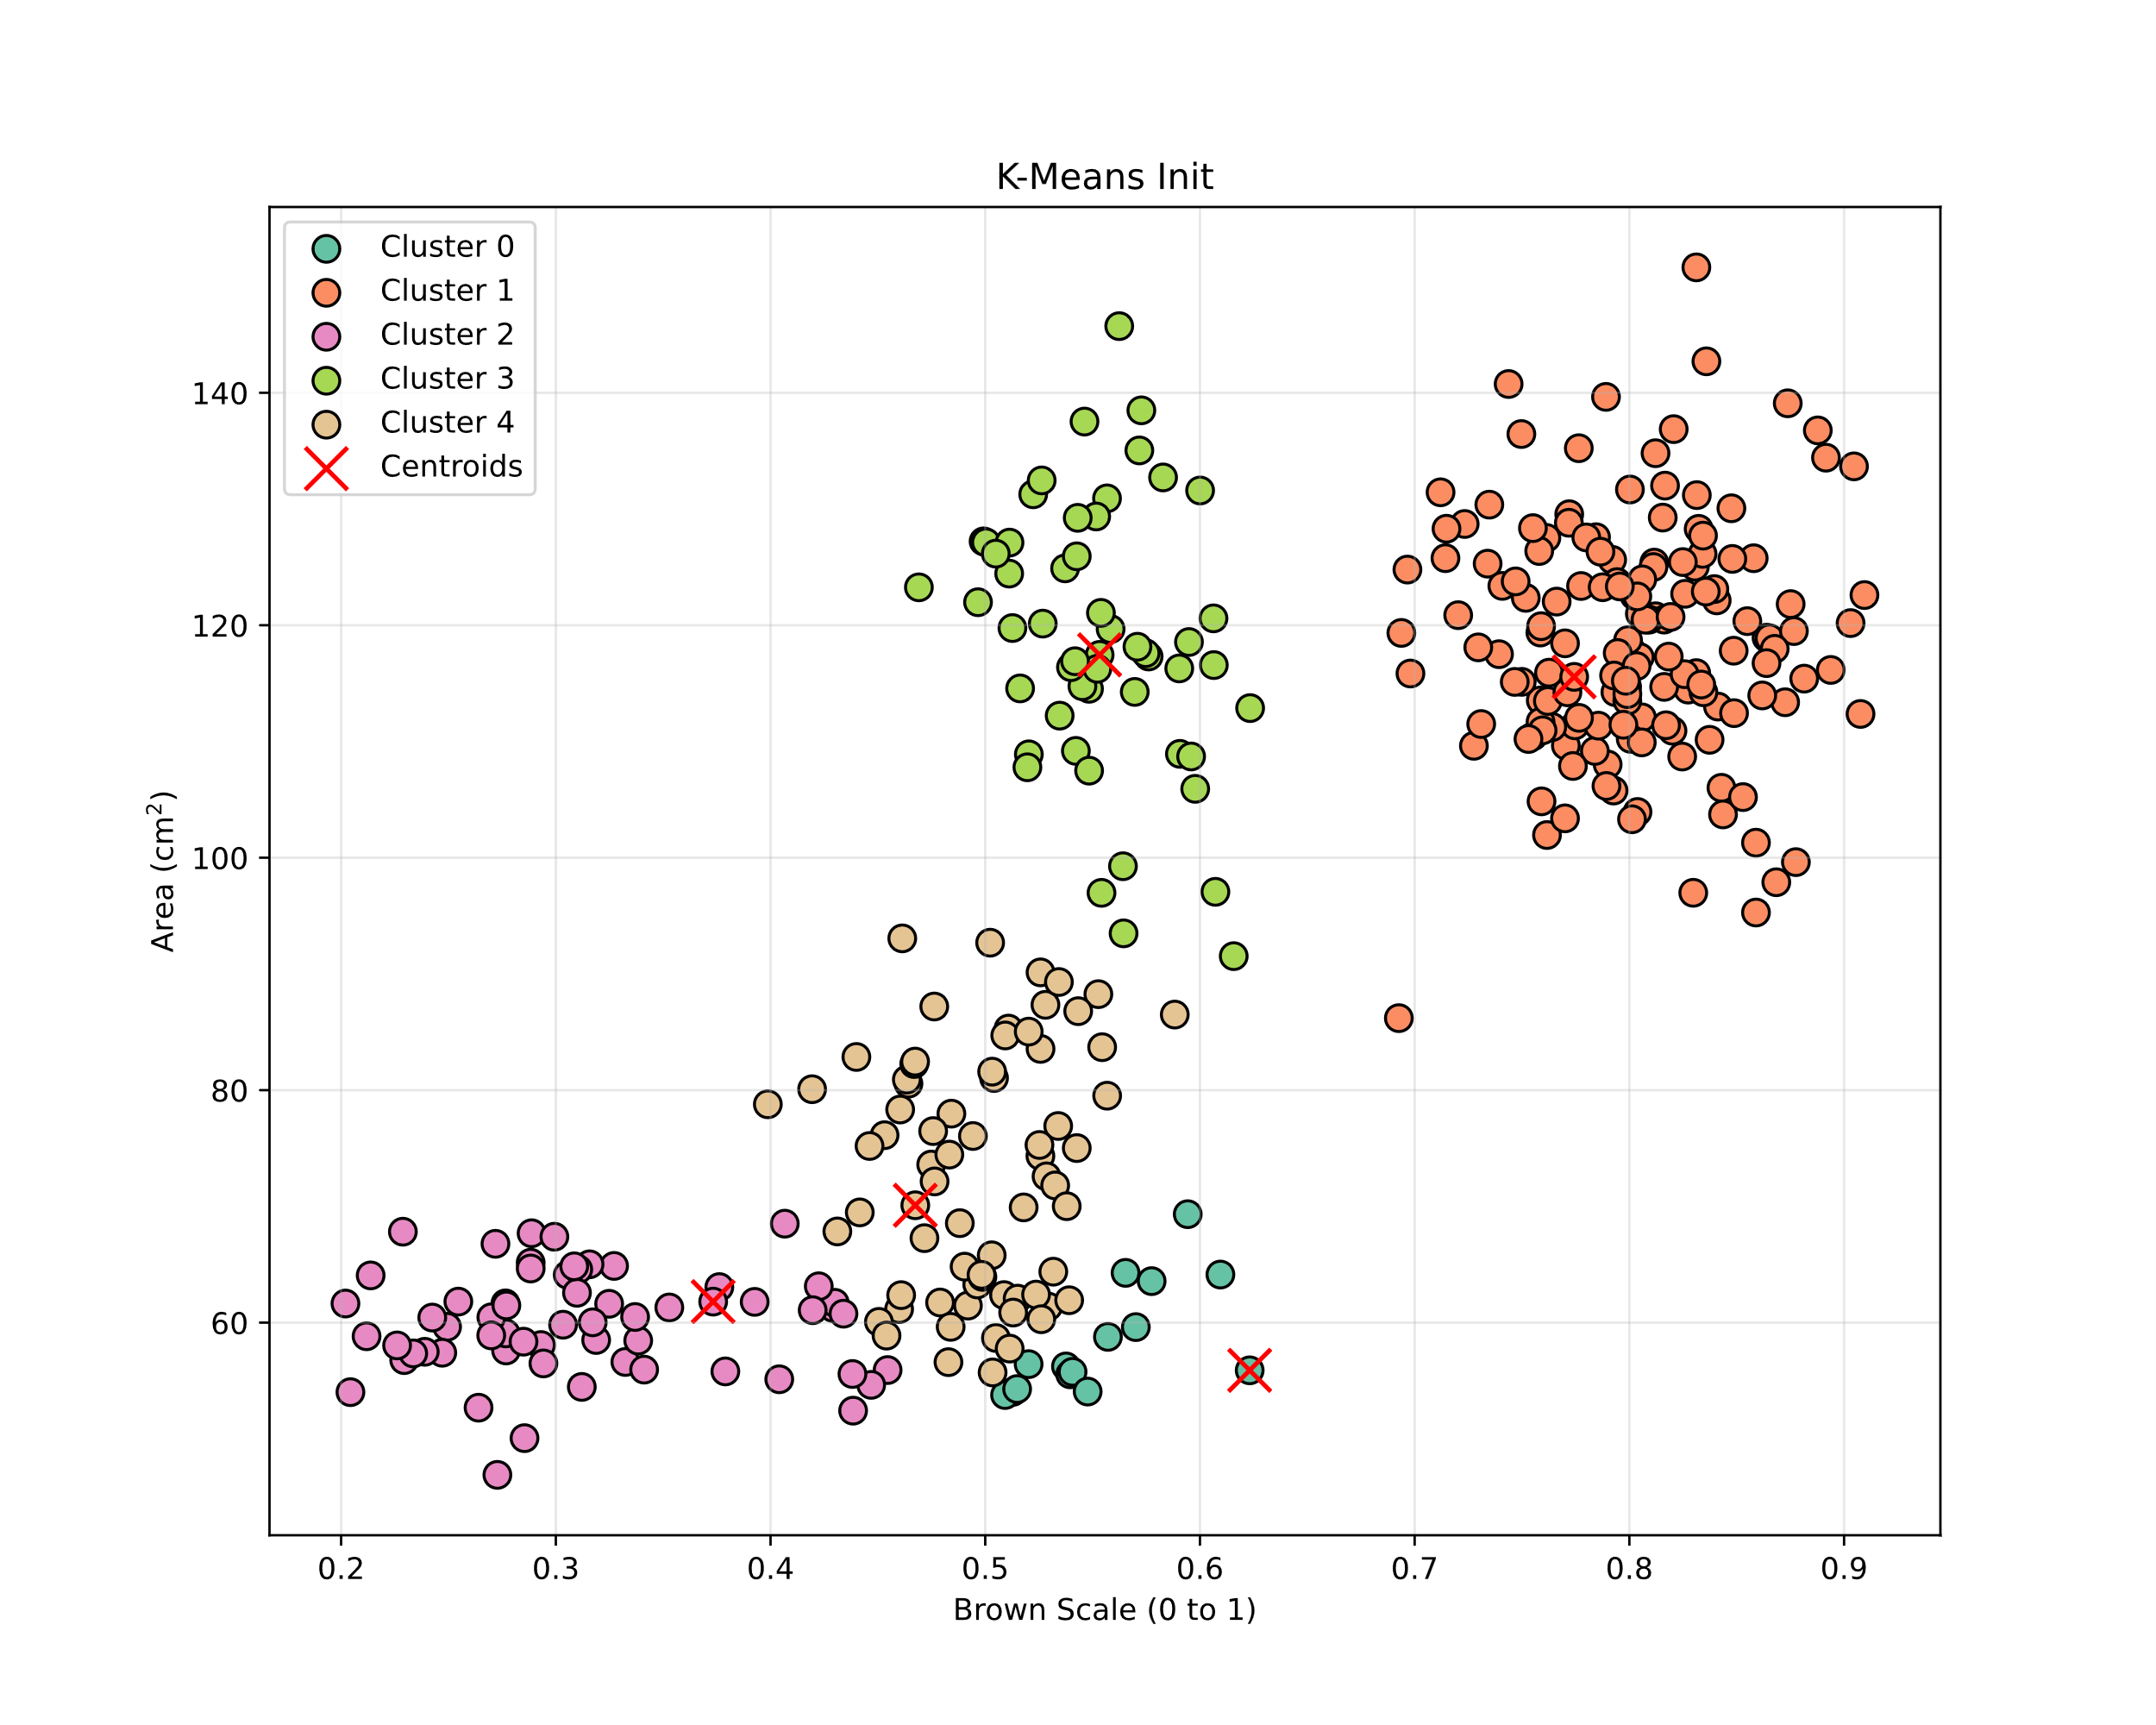 K-Means Init
Cluster 0
Cluster 1
Cluster 2
Cluster 3
Cluster 4
Centroids
140
120
100
80
60
Area (cm²)
0.2 0.3 0.4 0.5 0.6 0.7 0.8 0.9
Brown Scale (0 to 1)